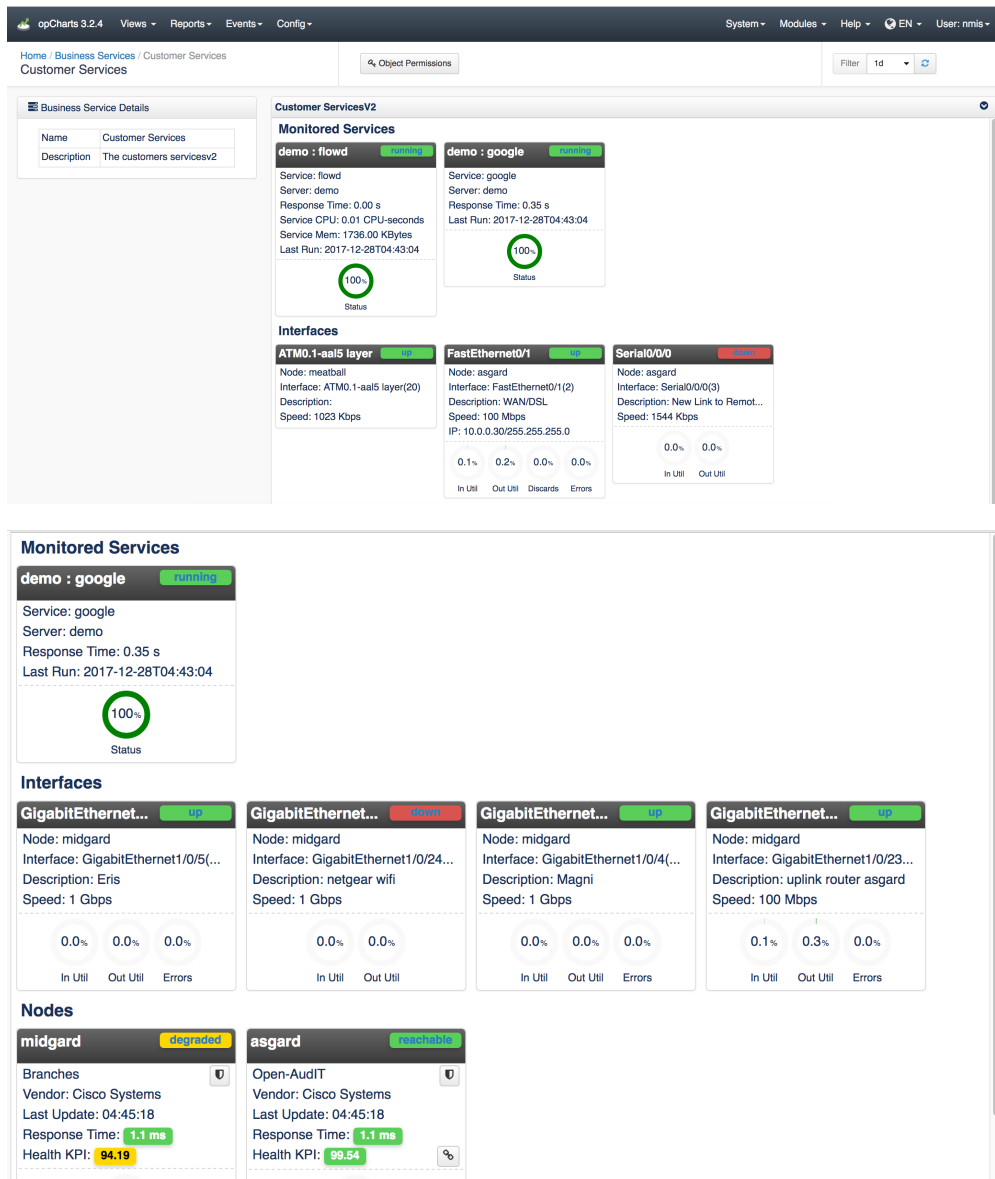 opCharts 3.2.4 Views Reports Events Config System Modules Help EN User: nmis
Home / Business Services / Customer Services
Customer Services
Object Permissions
Filter 1d
Business Service Details
Name Customer Services
Description The customers servicesv2
Customer ServicesV2
Monitored Services
demo : flowd running
Service: flowd
Server: demo
Response Time: 0.00 s
Service CPU: 0.01 CPU-seconds
Service Mem: 1736.00 KBytes
Last Run: 2017-12-28T04:43:04
100%
Status
demo : google running
Service: google
Server: demo
Response Time: 0.35 s
Last Run: 2017-12-28T04:43:04
100%
Status
Interfaces
ATM0.1-aal5 layer up
Node: meatball
Interface: ATM0.1-aal5 layer(20)
Description:
Speed: 1023 Kbps
FastEthernet0/1 up
Node: asgard
Interface: FastEthernet0/1(2)
Description: WAN/DSL
Speed: 100 Mbps
IP: 10.0.0.30/255.255.255.0
0.1% 0.2% 0.0% 0.0%
In Util Out Util Discards Errors
Serial0/0/0 down
Node: asgard
Interface: Serial0/0/0(3)
Description: New Link to Remot...
Speed: 1544 Kbps
0.0% 0.0%
In Util Out Util
Monitored Services
demo : google running
Service: google
Server: demo
Response Time: 0.35 s
Last Run: 2017-12-28T04:43:04
100%
Status
Interfaces
GigabitEthernet... up
Node: midgard
Interface: GigabitEthernet1/0/5(...
Description: Eris
Speed: 1 Gbps
0.0% 0.0% 0.0%
In Util Out Util Errors
GigabitEthernet... down
Node: midgard
Interface: GigabitEthernet1/0/24...
Description: netgear wifi
Speed: 1 Gbps
0.0% 0.0%
In Util Out Util
GigabitEthernet... up
Node: midgard
Interface: GigabitEthernet1/0/4(...
Description: Magni
Speed: 1 Gbps
0.0% 0.0% 0.0%
In Util Out Util Errors
GigabitEthernet... up
Node: midgard
Interface: GigabitEthernet1/0/23...
Description: uplink router asgard
Speed: 100 Mbps
0.1% 0.3% 0.0%
In Util Out Util Errors
Nodes
midgard degraded
Branches
Vendor: Cisco Systems
Last Update: 04:45:18
Response Time: 1.1 ms
Health KPI: 94.19
asgard reachable
Open-AudIT
Vendor: Cisco Systems
Last Update: 04:45:18
Response Time: 1.1 ms
Health KPI: 99.54